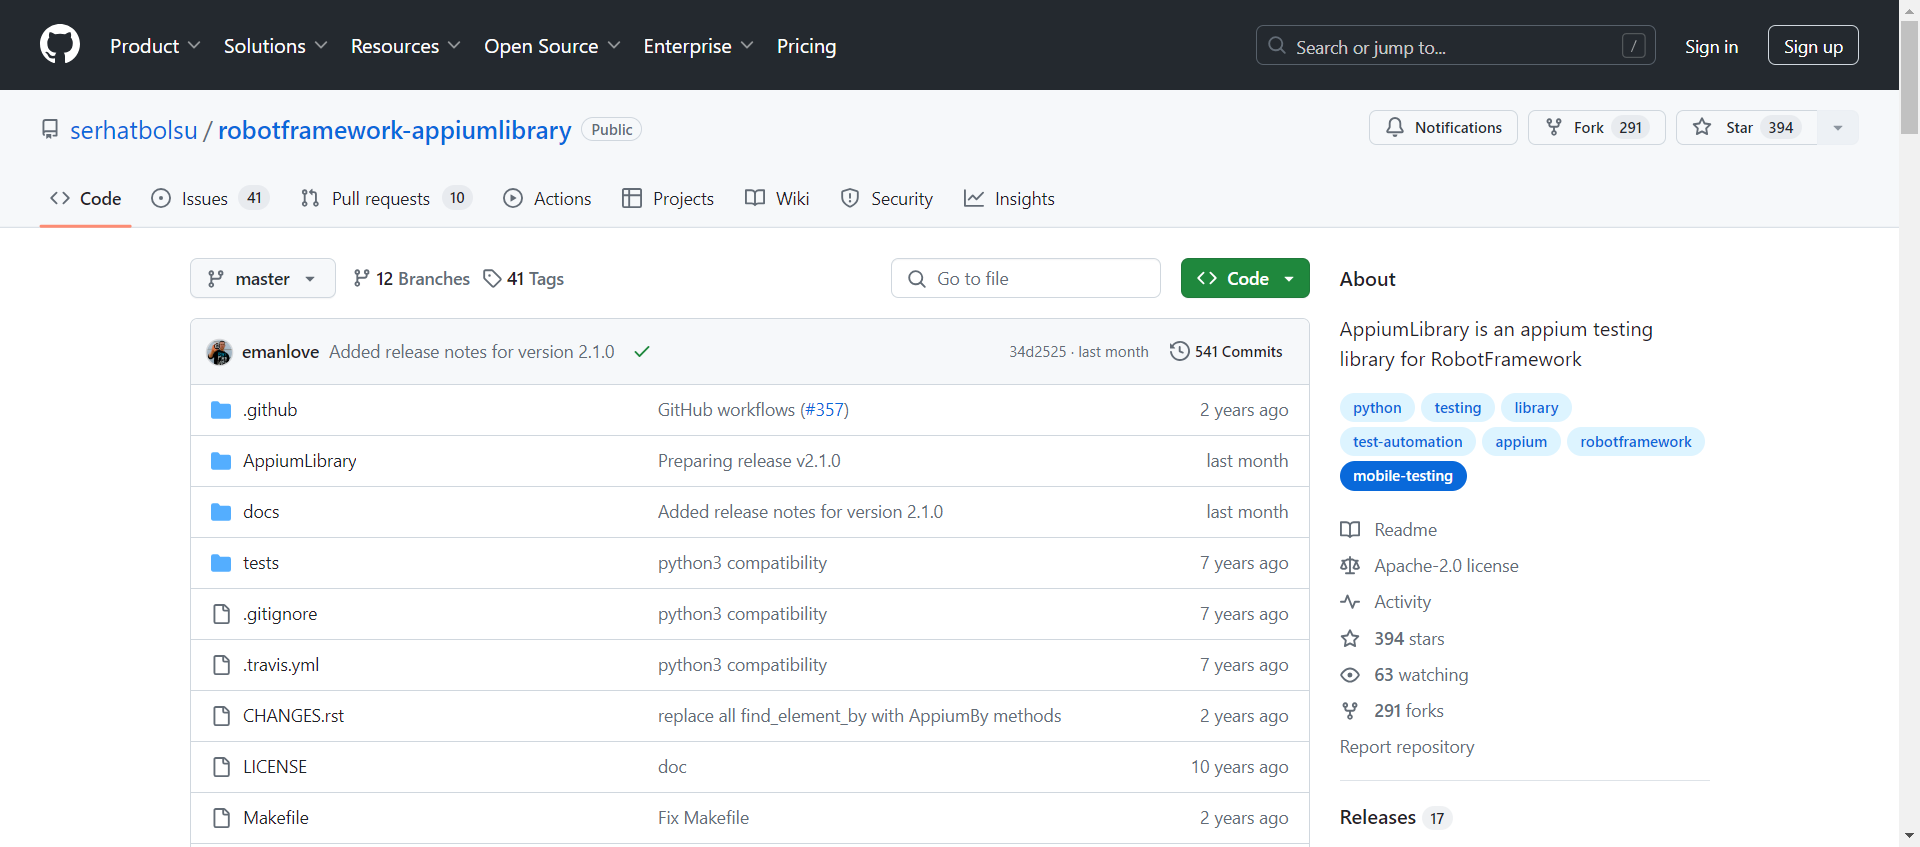 Product Solutions Resources Open Source Enterprise Pricing Search or jump to... / Sign in Sign up
serhatbolsu / robotframework-appiumlibrary Public Notifications Fork 291 Star 394
Code Issues 41 Pull requests 10 Actions Projects Wiki Security Insights
master 12 Branches 41 Tags Go to file Code
emanlove Added release notes for version 2.1.0 34d2525 · last month 541 Commits
.github GitHub workflows (#357) 2 years ago
AppiumLibrary Preparing release v2.1.0 last month
docs Added release notes for version 2.1.0 last month
tests python3 compatibility 7 years ago
.gitignore python3 compatibility 7 years ago
.travis.yml python3 compatibility 7 years ago
CHANGES.rst replace all find_element_by with AppiumBy methods 2 years ago
LICENSE doc 10 years ago
Makefile Fix Makefile 2 years ago
About
AppiumLibrary is an appium testing
library for RobotFramework
python testing library
test-automation appium robotframework
mobile-testing
Readme
Apache-2.0 license
Activity
394 stars
63 watching
291 forks
Report repository
Releases 17